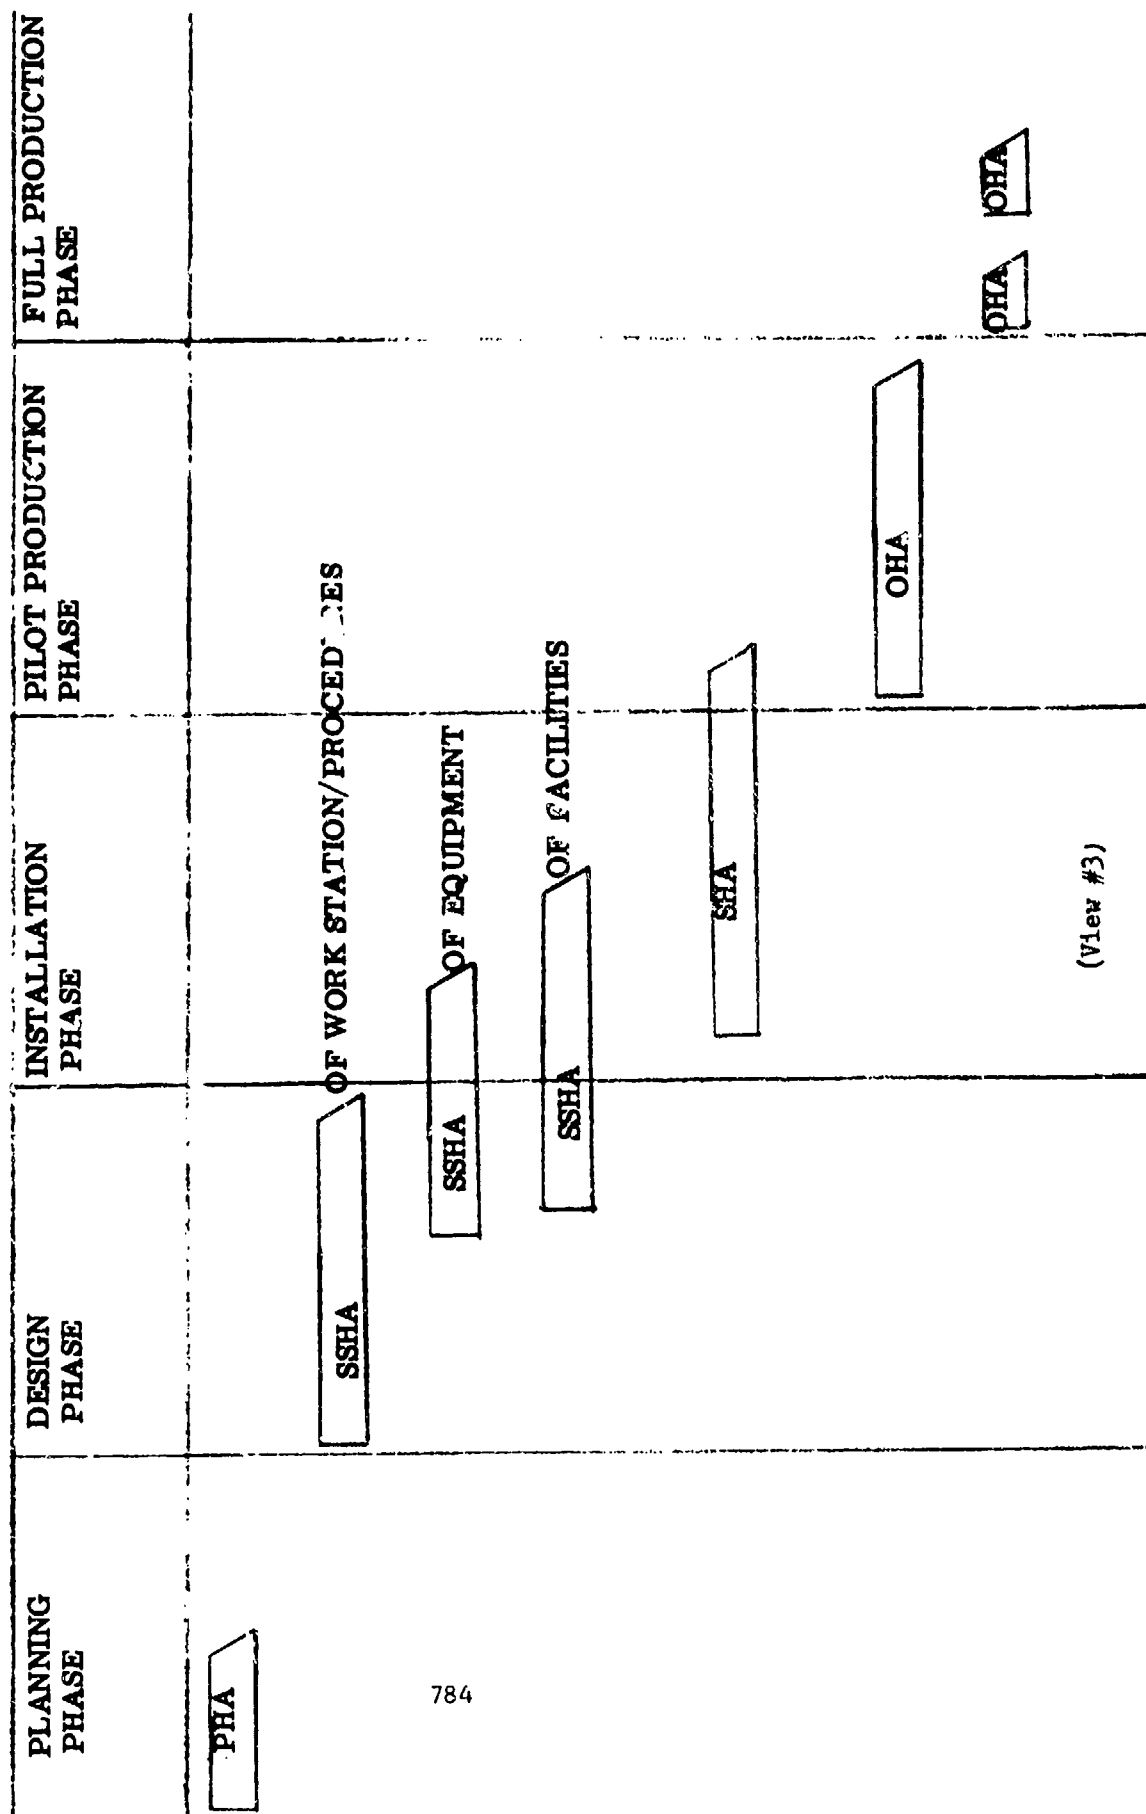 PLANNING
PHASE
DESIGN
PHASE
INSTALLATION
PHASE
PILOT PRODUCTION
PHASE
FULL PRODUCTION
PHASE
PHA
SSHA
OF WORK STATION/
SSHA
OF EQUIPMENT
SSHA
OF FACILITIES
SHA
OHA
OHA
OHA
(View #3)
784